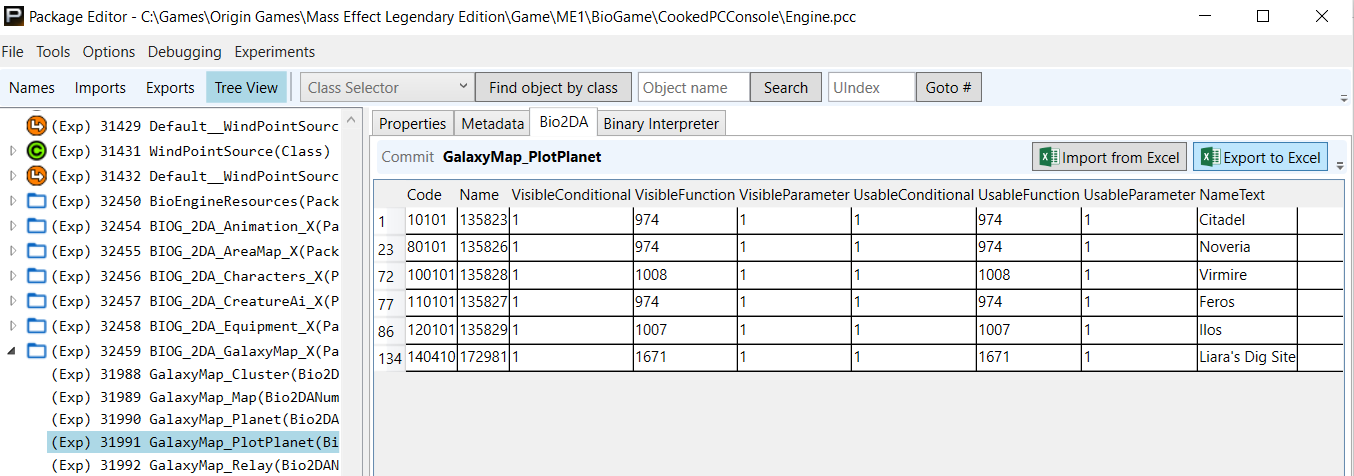 Package Editor - C:\Games\Origin Games\Mass Effect Legendary Edition\Game\ME1\BioGame\CookedPCConsole\Engine.pcc
File Tools Options Debugging Experiments
Names Imports Exports Tree View Class Selector Find object by class Object name Search UIndex Goto #
(Exp) 31429 Default__WindPointSourc
(Exp) 31431 WindPointSource(Class)
(Exp) 31432 Default__WindPointSourc
(Exp) 32450 BioEngineResources(Pack
(Exp) 32454 BIOG_2DA_Animation_X(Pa
(Exp) 32455 BIOG_2DA_AreaMap_X(Pack
(Exp) 32456 BIOG_2DA_Characters_X(P
(Exp) 32457 BIOG_2DA_CreatureAi_X(P
(Exp) 32458 BIOG_2DA_Equipment_X(Pa
(Exp) 32459 BIOG_2DA_GalaxyMap_X(Pa
(Exp) 31988 GalaxyMap_Cluster(Bio2D
(Exp) 31989 GalaxyMap_Map(Bio2DANum
(Exp) 31990 GalaxyMap_Planet(Bio2DA
(Exp) 31991 GalaxyMap_PlotPlanet(Bi
(Exp) 31992 GalaxyMap_Relay(Bio2DAN
Properties Metadata Bio2DA Binary Interpreter
Commit GalaxyMap_PlotPlanet Import from Excel Export to Excel
Code Name VisibleConditional VisibleFunction VisibleParameter UsableConditional UsableFunction UsableParameter NameText
1 10101 135823 1 974 1 1 974 1 Citadel
23 80101 135826 1 974 1 1 974 1 Noveria
72 100101 135828 1 1008 1 1 1008 1 Virmire
77 110101 135827 1 974 1 1 974 1 Feros
86 120101 135829 1 1007 1 1 1007 1 Ilos
134 140410 172981 1 1671 1 1 1671 1 Liara's Dig Site